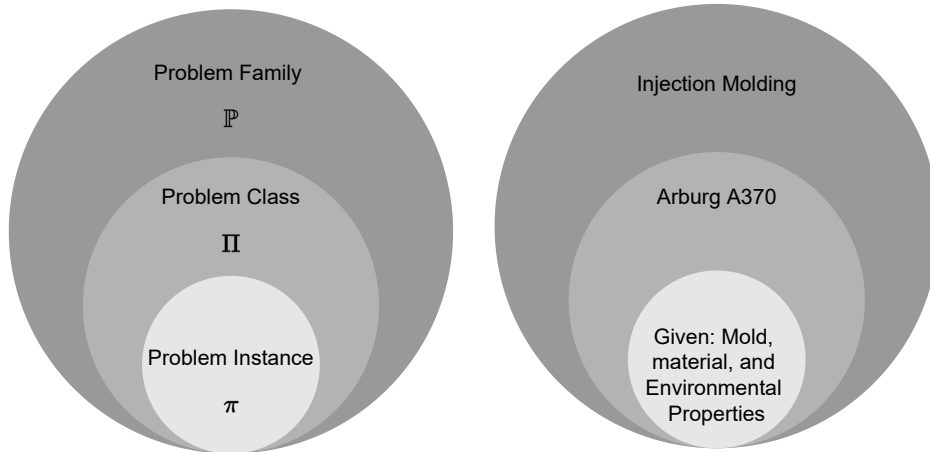 Problem Family
ℙ
Problem Class
Π
Problem Instance
π
Injection Molding
Arburg A370
Given: Mold,
material, and
Environmental
Properties